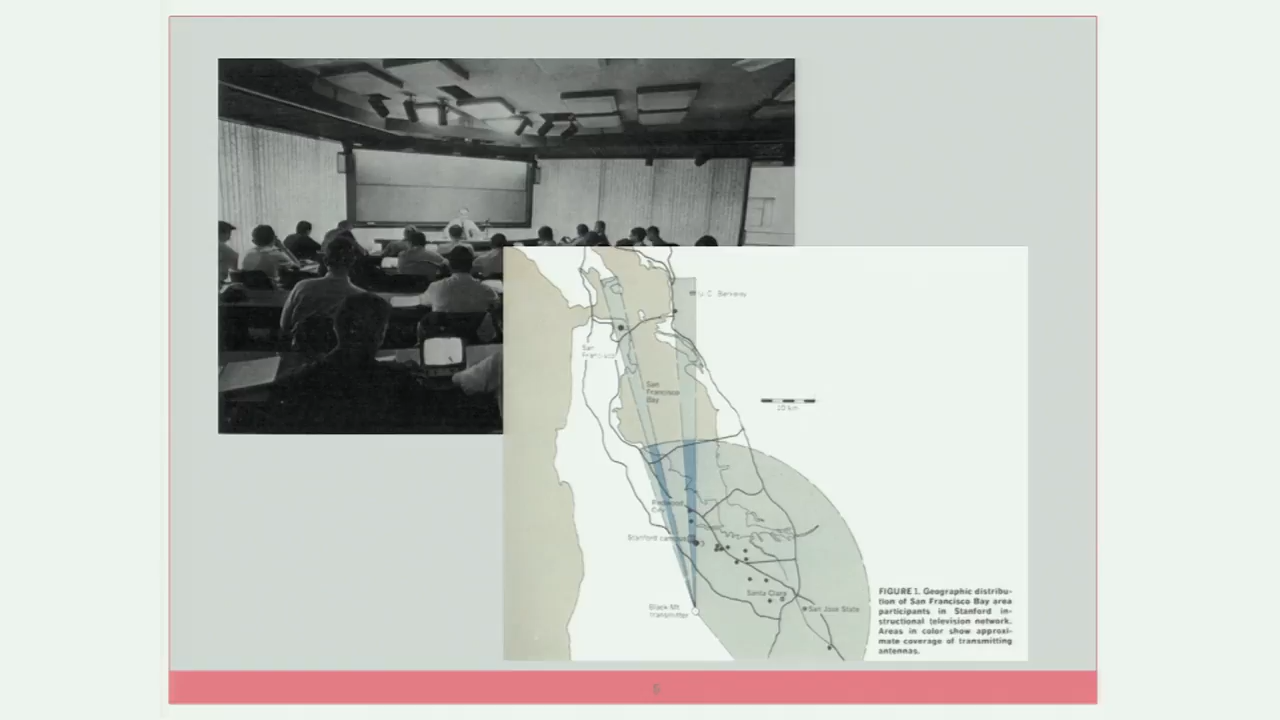 U.C. Berkeley
San
Francisco
San
Francisco
Bay
10 km
Redwood
City
Stanford campus
Santa Clara
Black Mt.
transmitter
San Jose State
FIGURE 1. Geographic distribu-
tion of San Francisco Bay area
participants in Stanford in-
structional television network.
Areas in color show approxi-
mate coverage of transmitting
antennas.